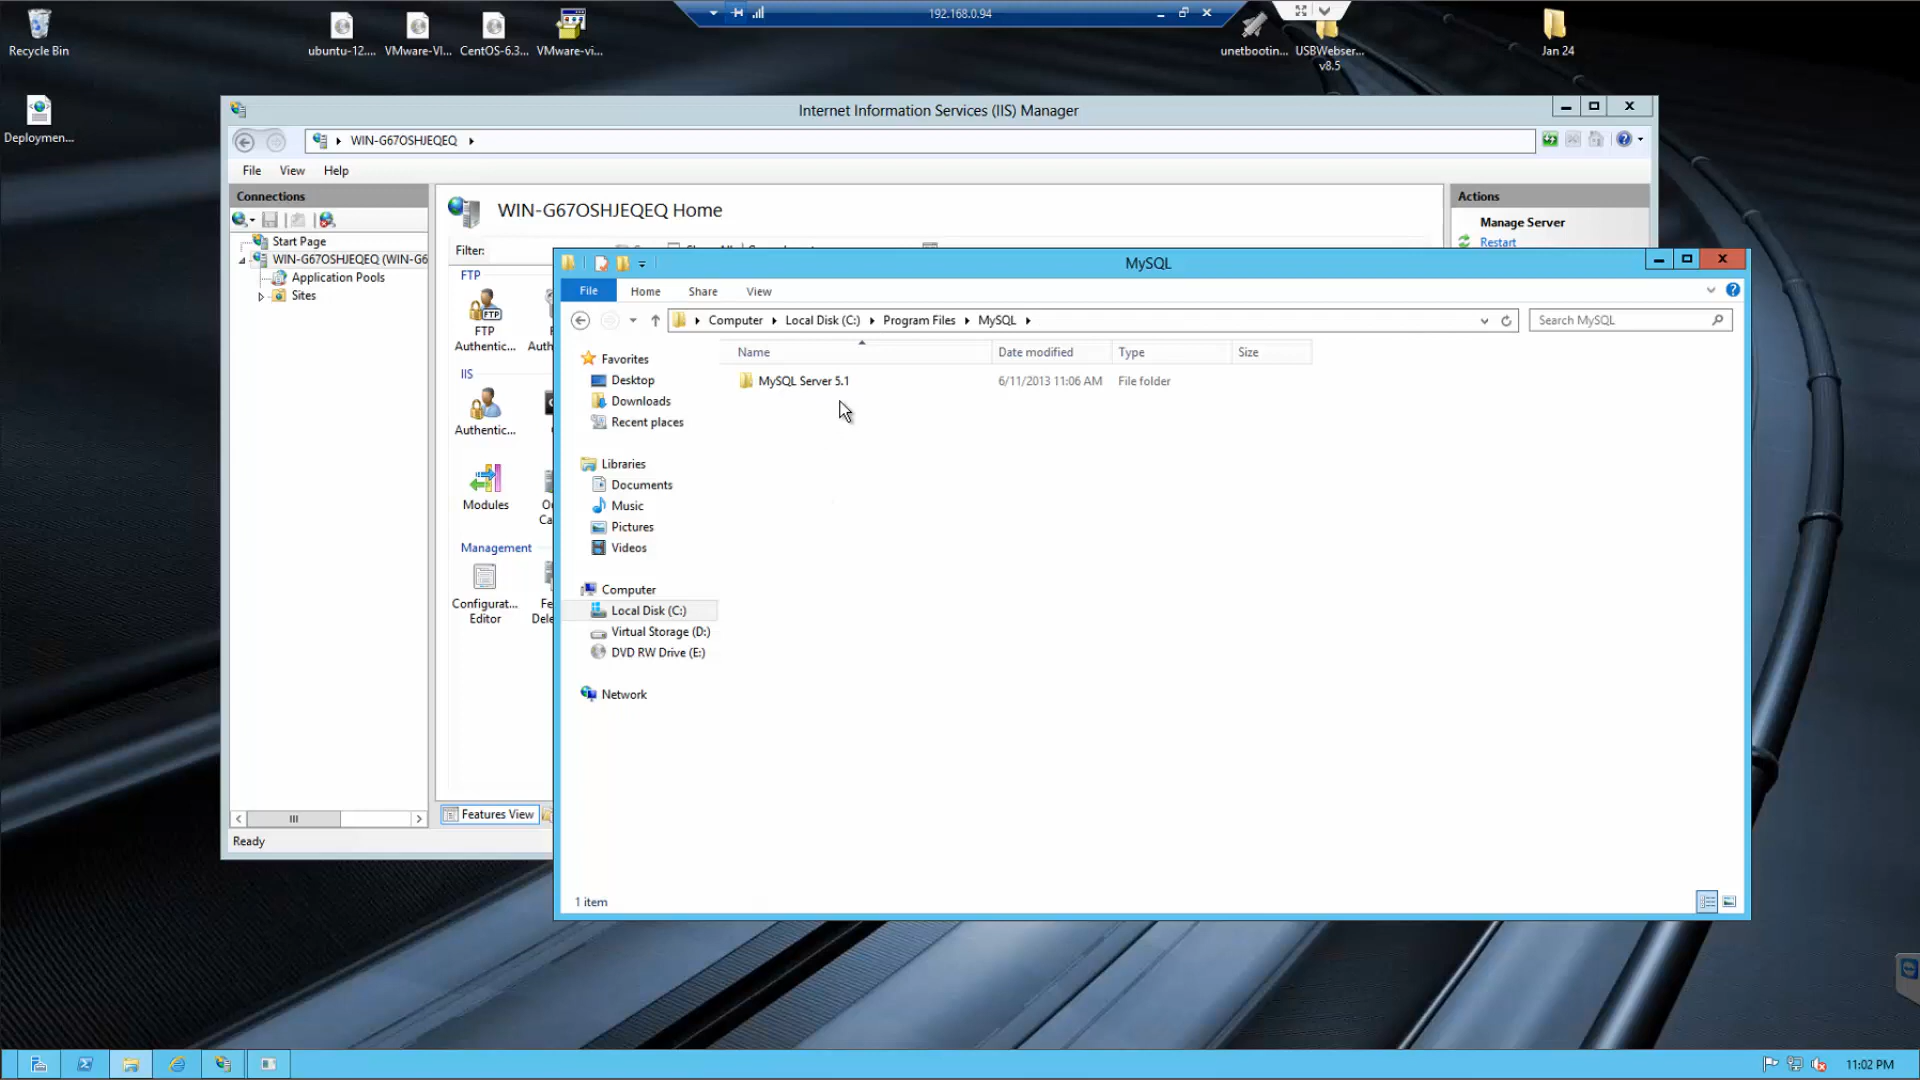 192.168.0.94
Recycle Bin
ubuntu-12....
VMware-VI...
CentOS-6.3...
VMware-vi...
unetbootin...
USBWebser...
v8.5
Jan 24
Deploymen...
Internet Information Services (IIS) Manager
WIN-G67OSHJEQEQ
File View Help
Connections
Start Page
WIN-G67OSHJEQEQ (WIN-G6
Application Pools
Sites
WIN-G67OSHJEQEQ Home
Filter:
Actions
Manage Server
Restart
FTP
FTP
Authentic...
IIS
Authentic...
Modules
Management
Configurat...
Editor
Features View
Ready
MySQL
File Home Share View
Computer Local Disk (C:) Program Files MySQL
Search MySQL
Name Date modified Type Size
MySQL Server 5.1 6/11/2013 11:06 AM File folder
Favorites
Desktop
Downloads
Recent places
Libraries
Documents
Music
Pictures
Videos
Computer
Local Disk (C:)
Virtual Storage (D:)
DVD RW Drive (E:)
Network
1 item
11:02 PM